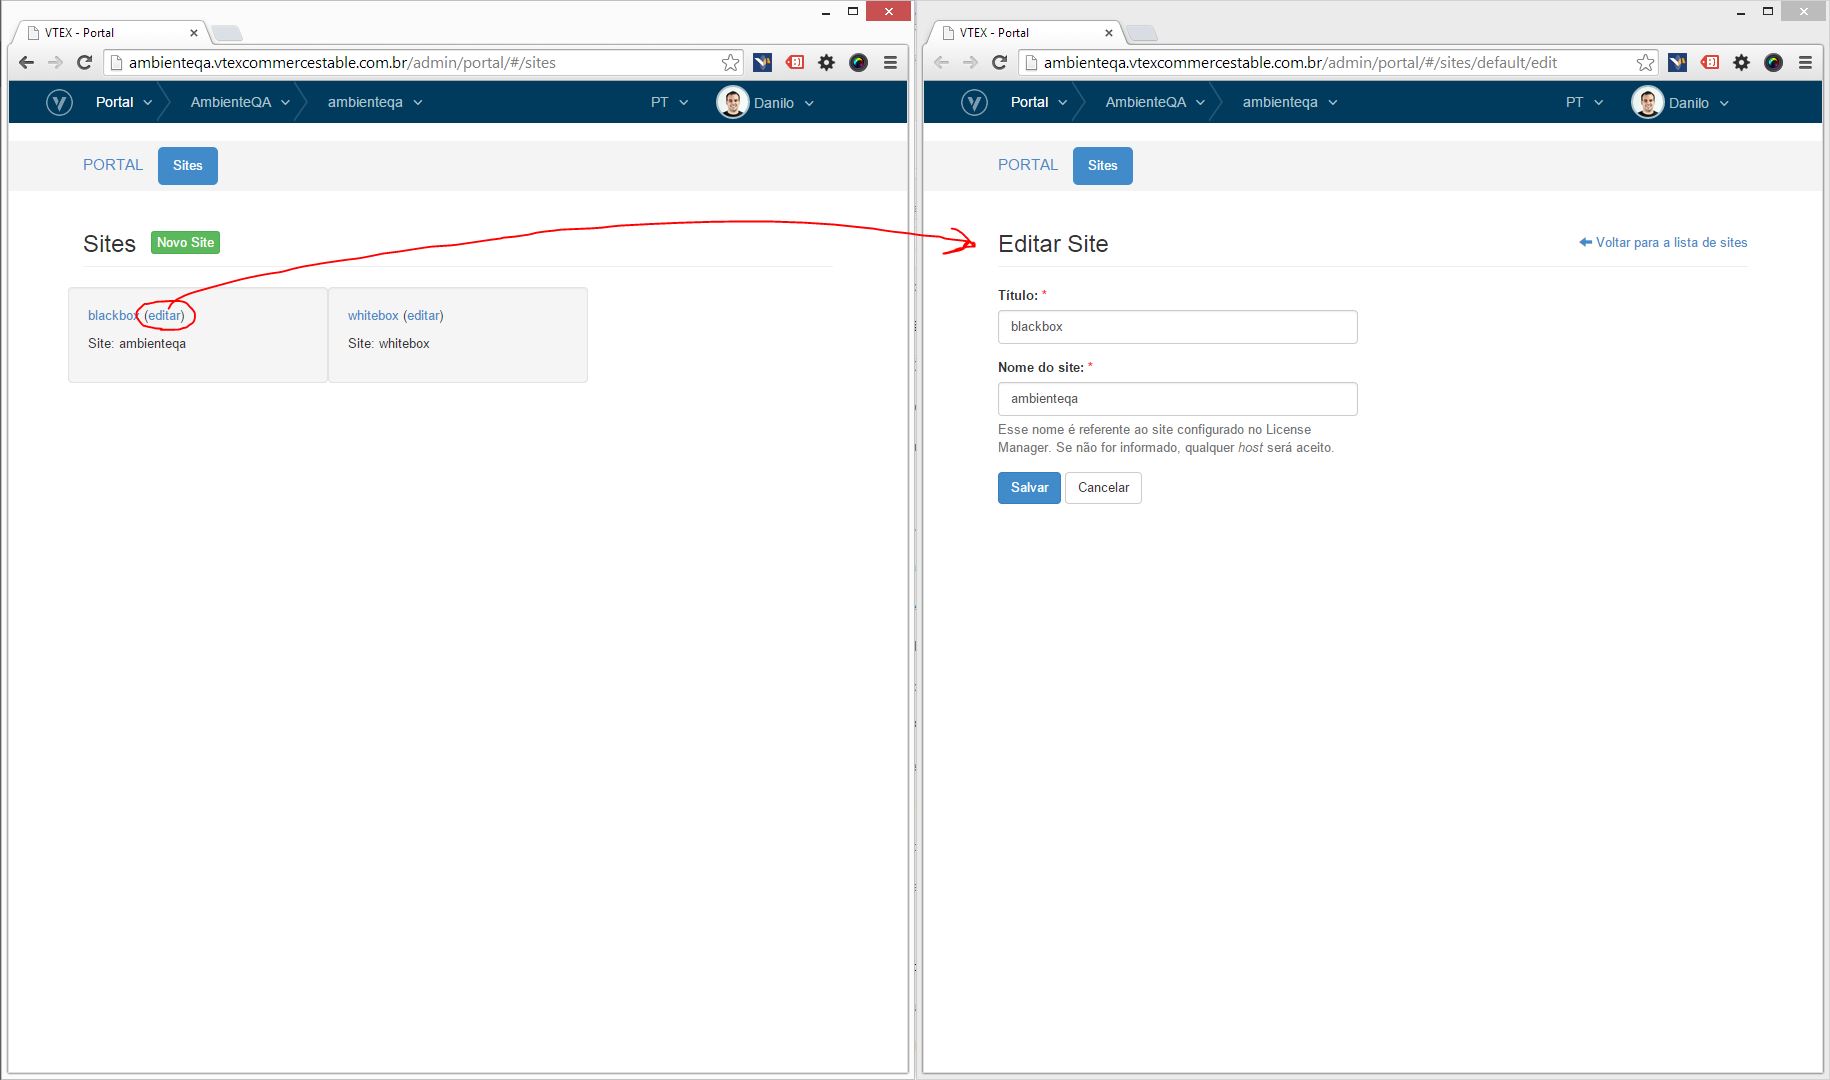 VTEX - Portal
ambienteqa.vtexcommercestable.com.br/admin/portal/#/sites
Portal AmbienteQA ambienteqa PT Danilo
PORTAL Sites
Sites Novo Site
blackbox (editar)
Site: ambienteqa
whitebox (editar)
Site: whitebox
VTEX - Portal
ambienteqa.vtexcommercestable.com.br/admin/portal/#/sites/default/edit
Portal AmbienteQA ambienteqa PT Danilo
PORTAL Sites
Editar Site Voltar para a lista de sites
Título: *
blackbox
Nome do site: *
ambienteqa
Esse nome é referente ao site configurado no License
Manager. Se não for informado, qualquer host será aceito.
Salvar Cancelar